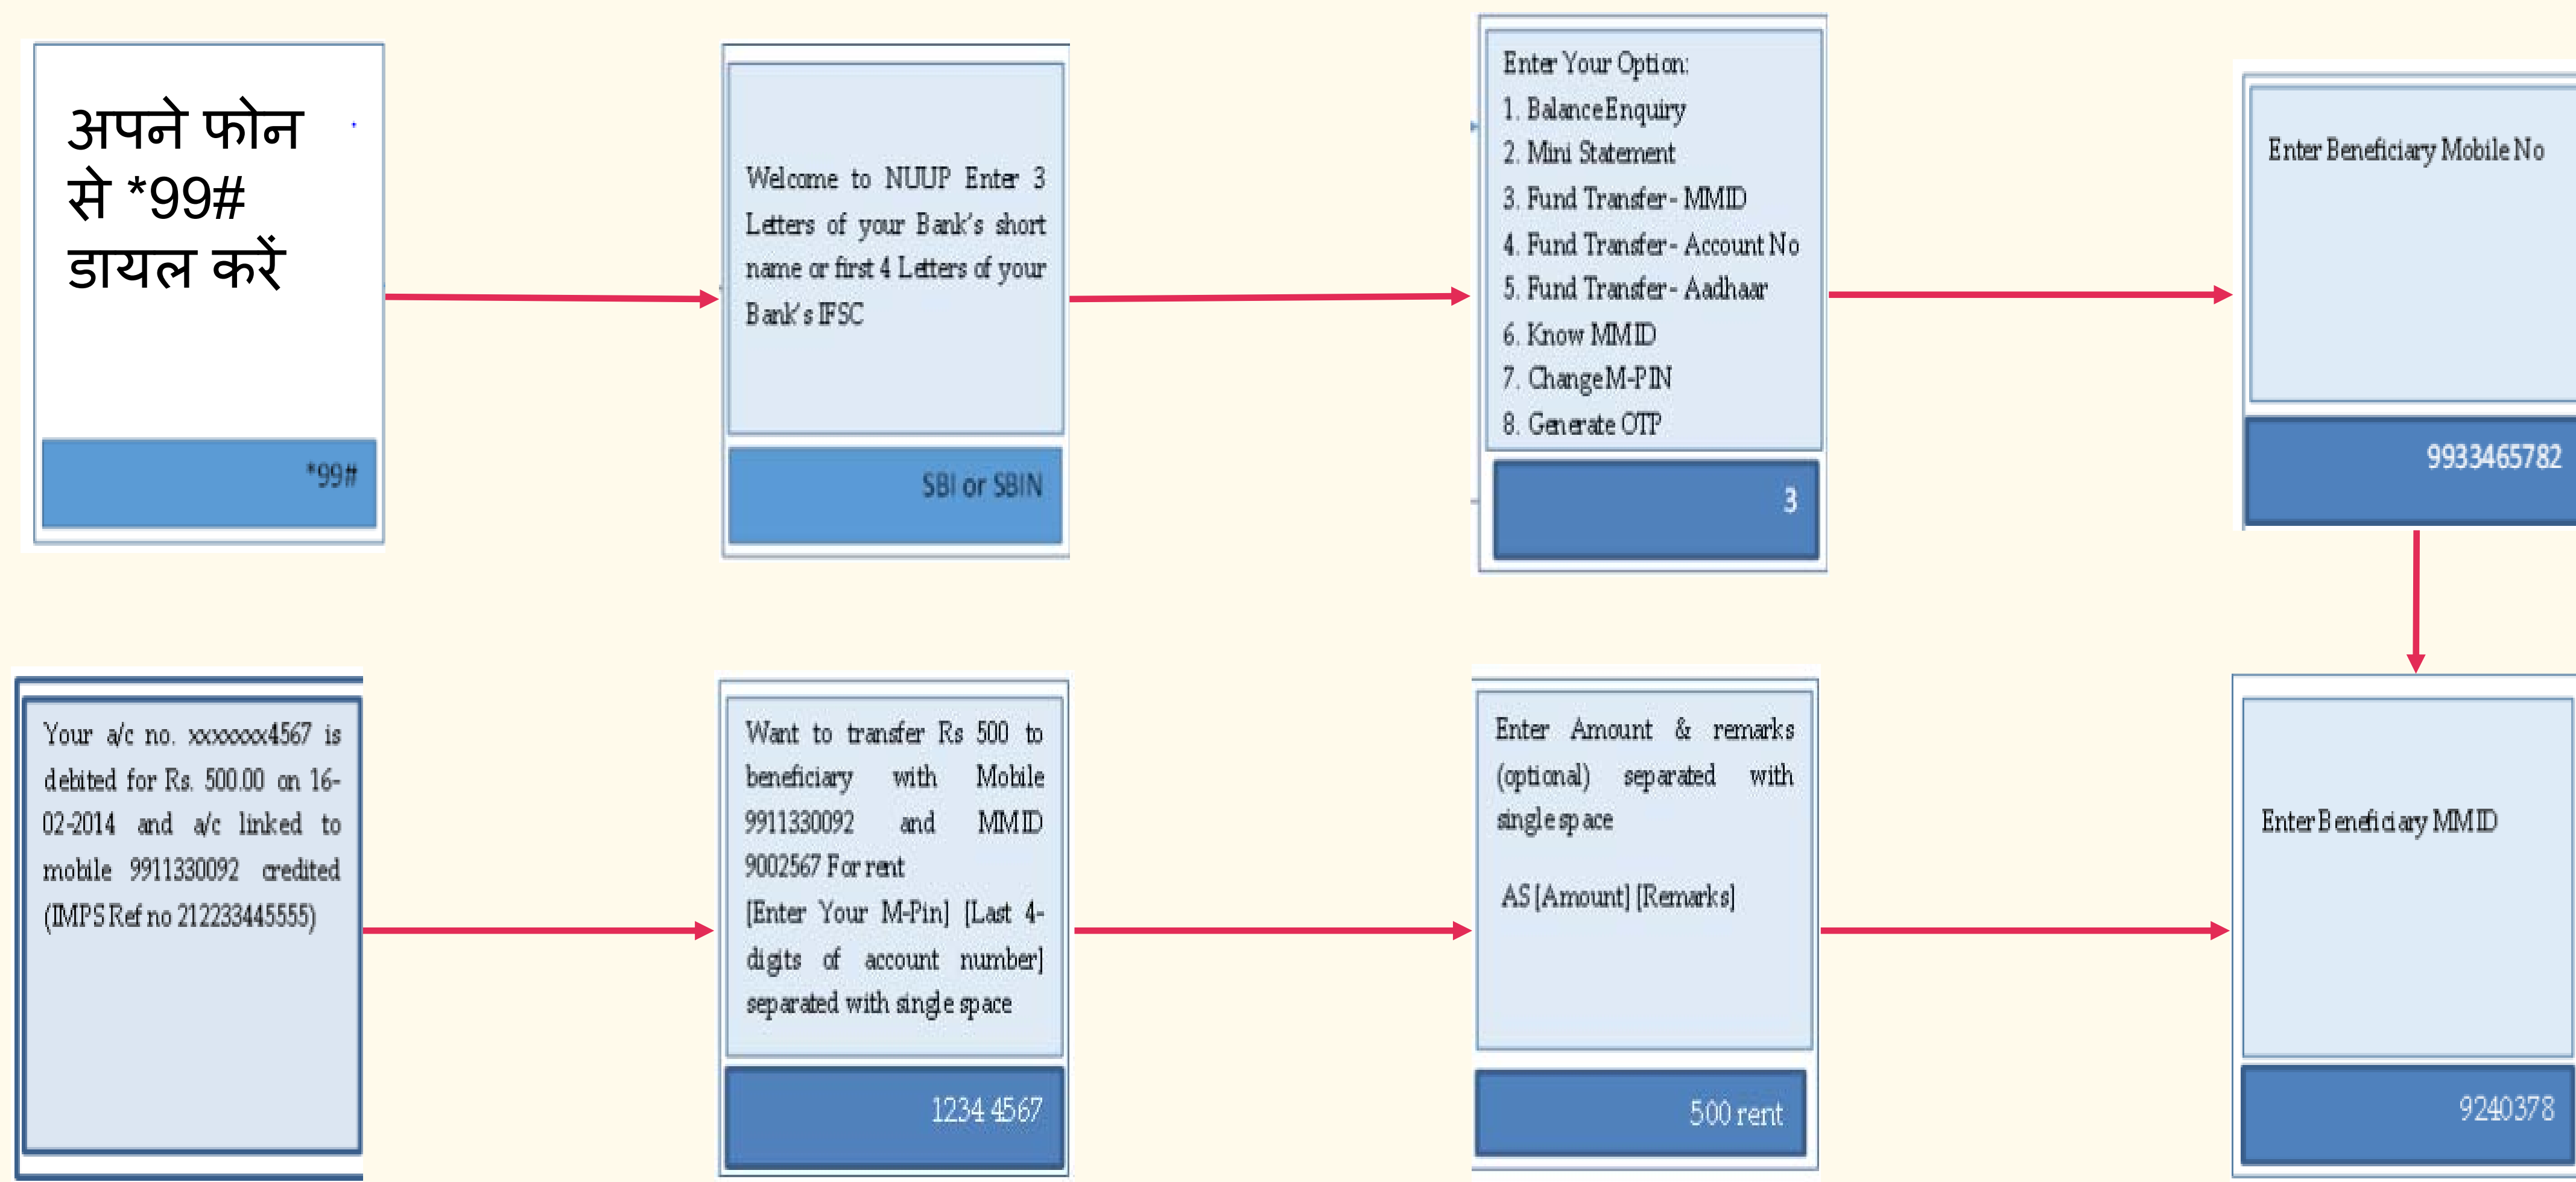 अपने फोन
से *99#
डायल करें
*99#
Welcome to NUUP Enter 3
Letters of your Bank's short
name or first 4 Letters of your
Bank's IFSC
SBI or SBIN
Enter Your Option:
1. Balance Enquiry
2. Mini Statement
3. Fund Transfer- MMID
4. Fund Transfer- Account No
5. Fund Transfer- Aadhaar
6. Know MMID
7. Change M-PIN
8. Generate OTP
3
Enter Beneficiary Mobile No
9933465782
Your a/c no. xxxxxxx4567 is
debited for Rs. 500.00 on 16-
02-2014 and a/c linked to
mobile 9911330092 credited
(IMPS Ref no 212233445555)
Want to transfer Rs 500 to
beneficiary with Mobile
9911330092 and MMID
9002567 For rent
[Enter Your M-Pin] [Last 4-
digits of account number]
separated with single space
1234 4567
Enter Amount & remarks
(optional) separated with
single space
AS [Amount] [Remarks]
500 rent
Enter Beneficiary MMID
9240378